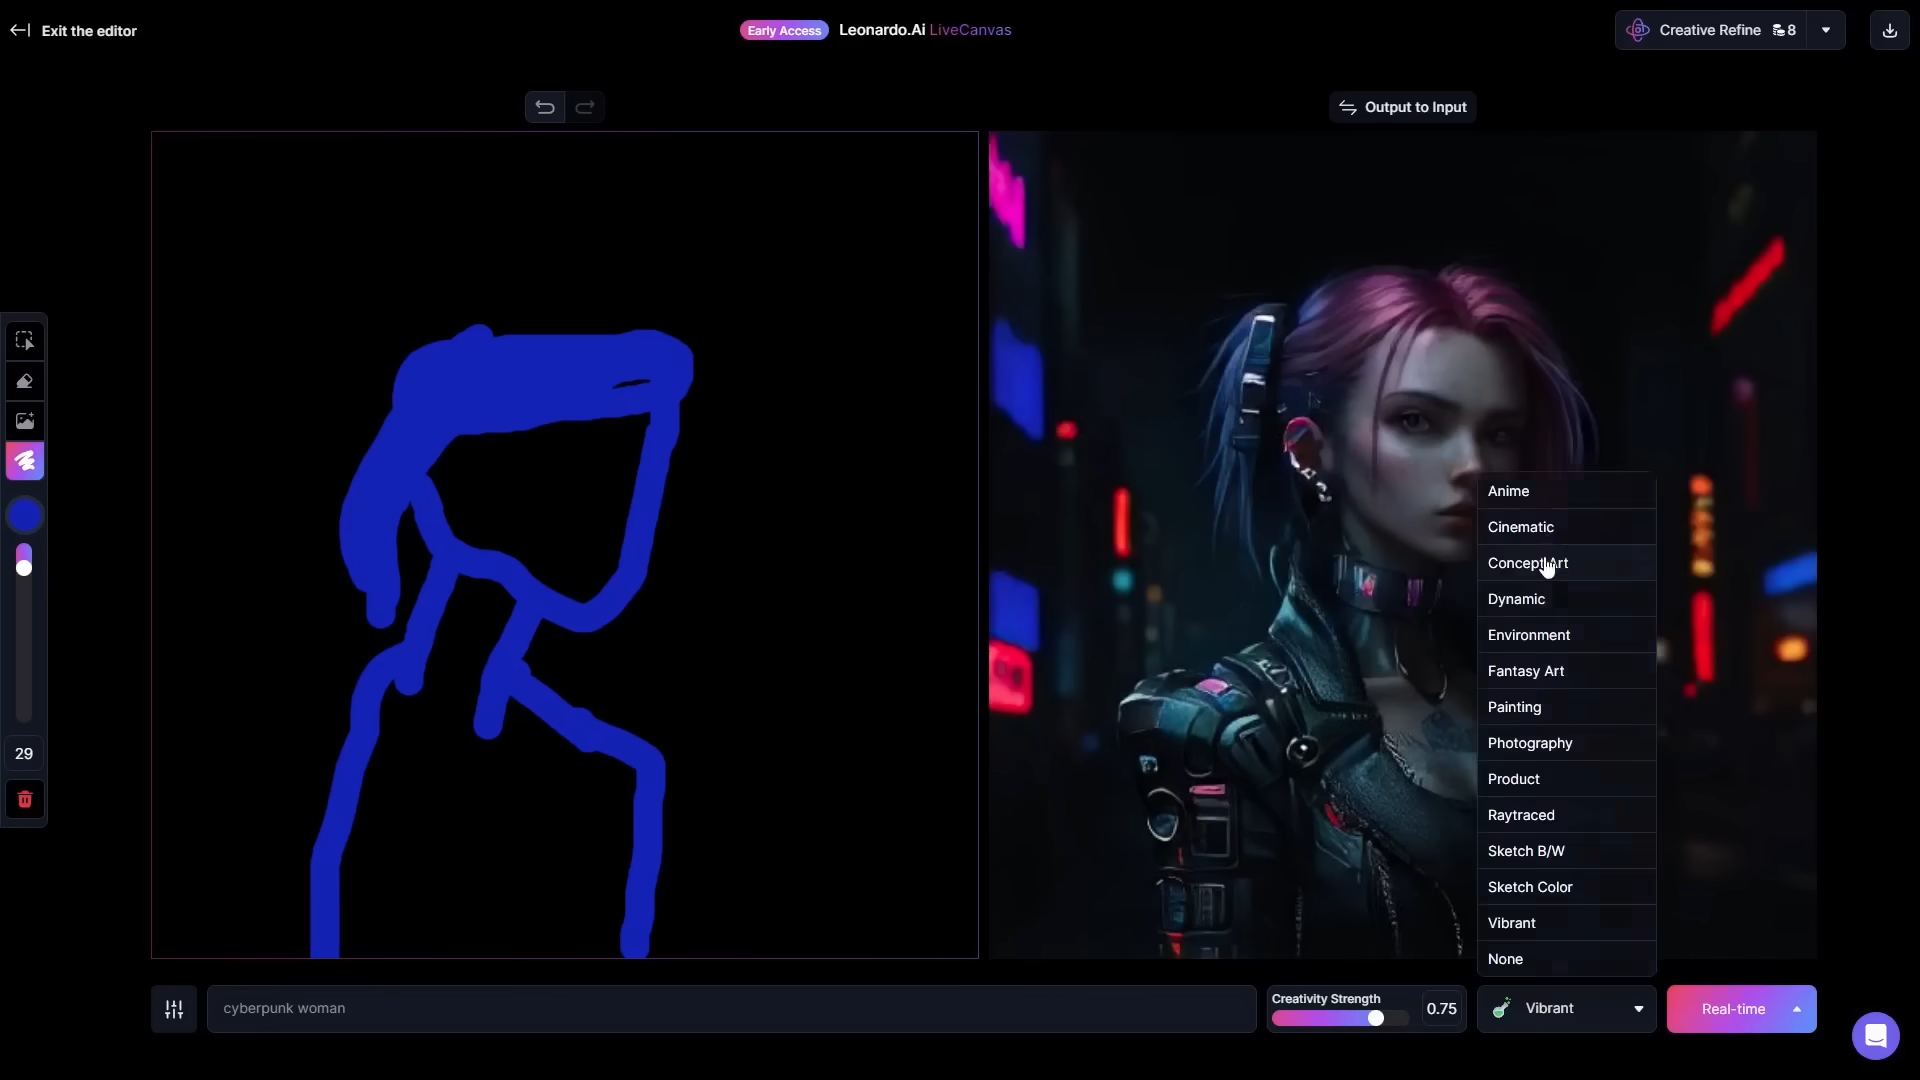 Exit the editor
Early Access Leonardo.Ai LiveCanvas
Creative Refine 8
Output to Input
29
Anime
Cinematic
Concept Art
Dynamic
Environment
Fantasy Art
Painting
Photography
Product
Raytraced
Sketch B/W
Sketch Color
Vibrant
None
cyberpunk woman
Creativity Strength
0.75
Vibrant
Real-time